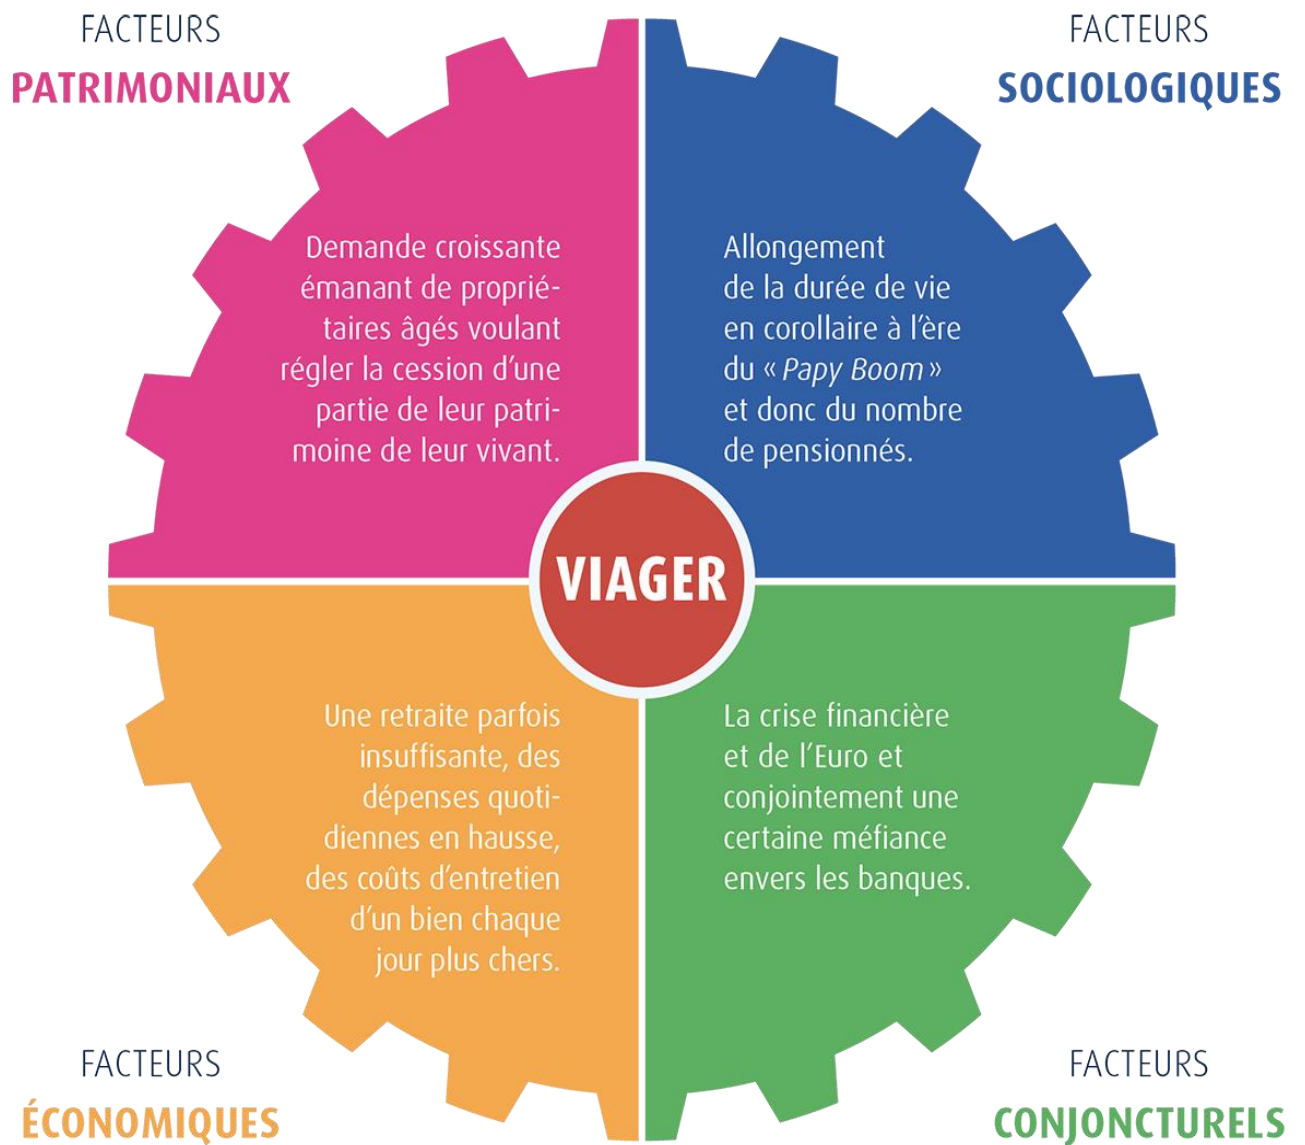 FACTEURS
PATRIMONIAUX
FACTEURS
SOCIOLOGIQUES
Demande croissante
émanant de proprié-
taires âgés voulant
régler la cession d’une
partie de leur patri-
moine de leur vivant.
Allongement
de la durée de vie
en corollaire à l’ère
du « Papy Boom »
et donc du nombre
de pensionnés.
VIAGER
Une retraite parfois
insuffisante, des
dépenses quoti-
diennes en hausse,
des coûts d’entretien
d’un bien chaque
jour plus chers.
La crise financière
et de l’Euro et
conjointement une
certaine méfiance
envers les banques.
FACTEURS
ÉCONOMIQUES
FACTEURS
CONJONCTURELS